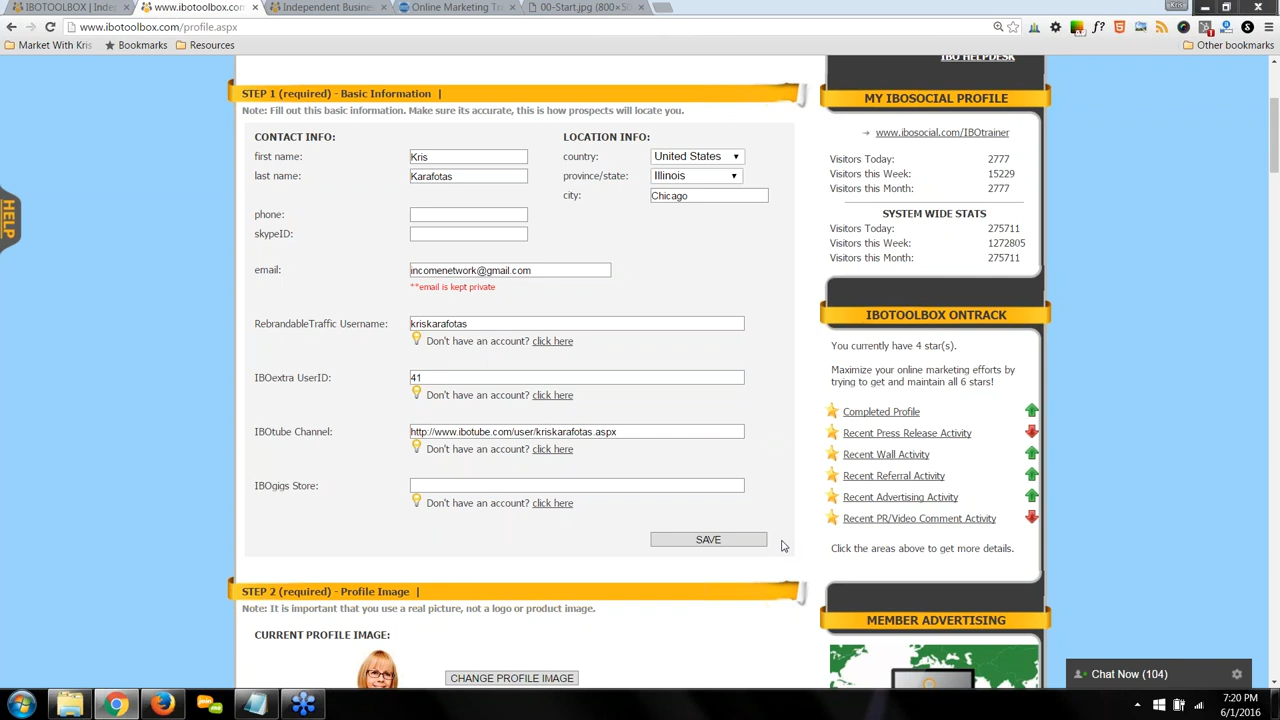 IBOTOOLBOX | Indep
www.ibotoolbox.com/prof
Independent Busine
Online Marketing Tr
00-Start.jpg (800×50
Kris
www.ibotoolbox.com/profile.aspx
Market With Kris
Bookmarks
Resources
Other bookmarks
HELP
STEP 1 (required) - Basic Information |
Note: Fill out this basic information. Make sure its accurate, this is how prospects will locate you.
CONTACT INFO:
first name: Kris
last name: Karafotas
phone:
skypeID:
email: incomenetwork@gmail.com
**email is kept private
LOCATION INFO:
country: United States
province/state: Illinois
city: Chicago
RebrandableTraffic Username: kriskarafotas
Don't have an account? click here
IBOextra UserID: 41
Don't have an account? click here
IBOtube Channel: http://www.ibotube.com/user/kriskarafotas.aspx
Don't have an account? click here
IBOgigs Store:
Don't have an account? click here
SAVE
STEP 2 (required) - Profile Image |
Note: It is important that you use a real picture, not a logo or product image.
CURRENT PROFILE IMAGE:
CHANGE PROFILE IMAGE
IBO HELPDESK
MY IBOSOCIAL PROFILE
www.ibosocial.com/IBOtrainer
Visitors Today: 2777
Visitors this Week: 15229
Visitors this Month: 2777
SYSTEM WIDE STATS
Visitors Today: 275711
Visitors this Week: 1272805
Visitors this Month: 275711
IBOTOOLBOX ONTRACK
You currently have 4 star(s).
Maximize your online marketing efforts by
trying to get and maintain all 6 stars!
Completed Profile
Recent Press Release Activity
Recent Wall Activity
Recent Referral Activity
Recent Advertising Activity
Recent PR/Video Comment Activity
Click the areas above to get more details.
MEMBER ADVERTISING
Chat Now (104)
7:20 PM
6/1/2016